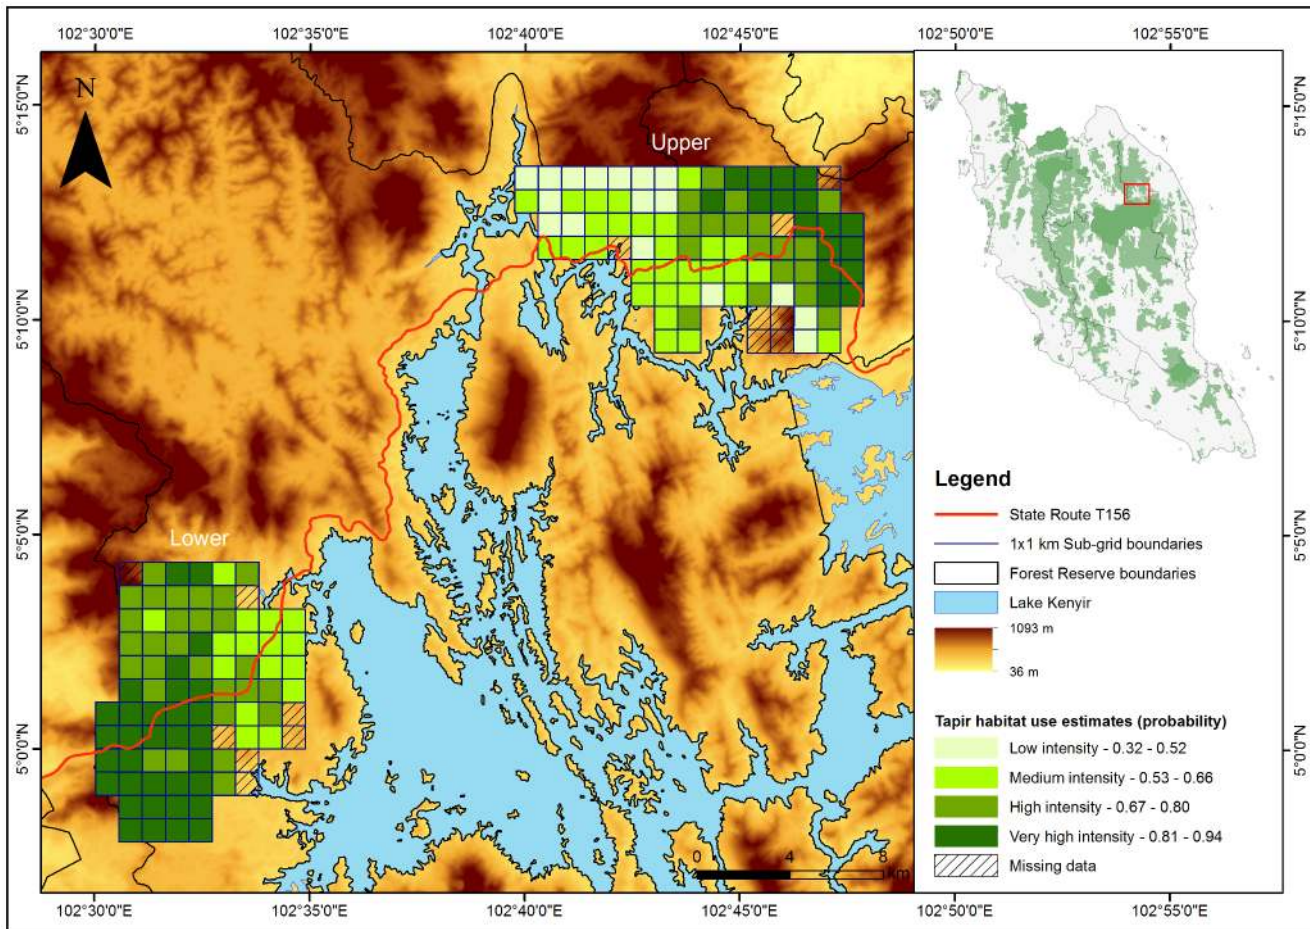 102°30'0"E 102°35'0"E 102°40'0"E 102°45'0"E 102°50'0"E 102°55'0"E
5°15'0"N 5°15'0"N
N
Upper
5°10'0"N 5°10'0"N
Legend
State Route T156
5°5'0"N 5°5'0"N
Lower
1x1 km Sub-grid boundaries
Forest Reserve boundaries
Lake Kenyir
1093 m
36 m
Tapir habitat use estimates (probability)
5°0'0"N 5°0'0"N
Low intensity - 0.32 - 0.52
Medium intensity - 0.53 - 0.66
High intensity - 0.67 - 0.80
Very high intensity - 0.81 - 0.94
Missing data
0 4 8
Km
102°30'0"E 102°35'0"E 102°40'0"E 102°45'0"E 102°50'0"E 102°55'0"E